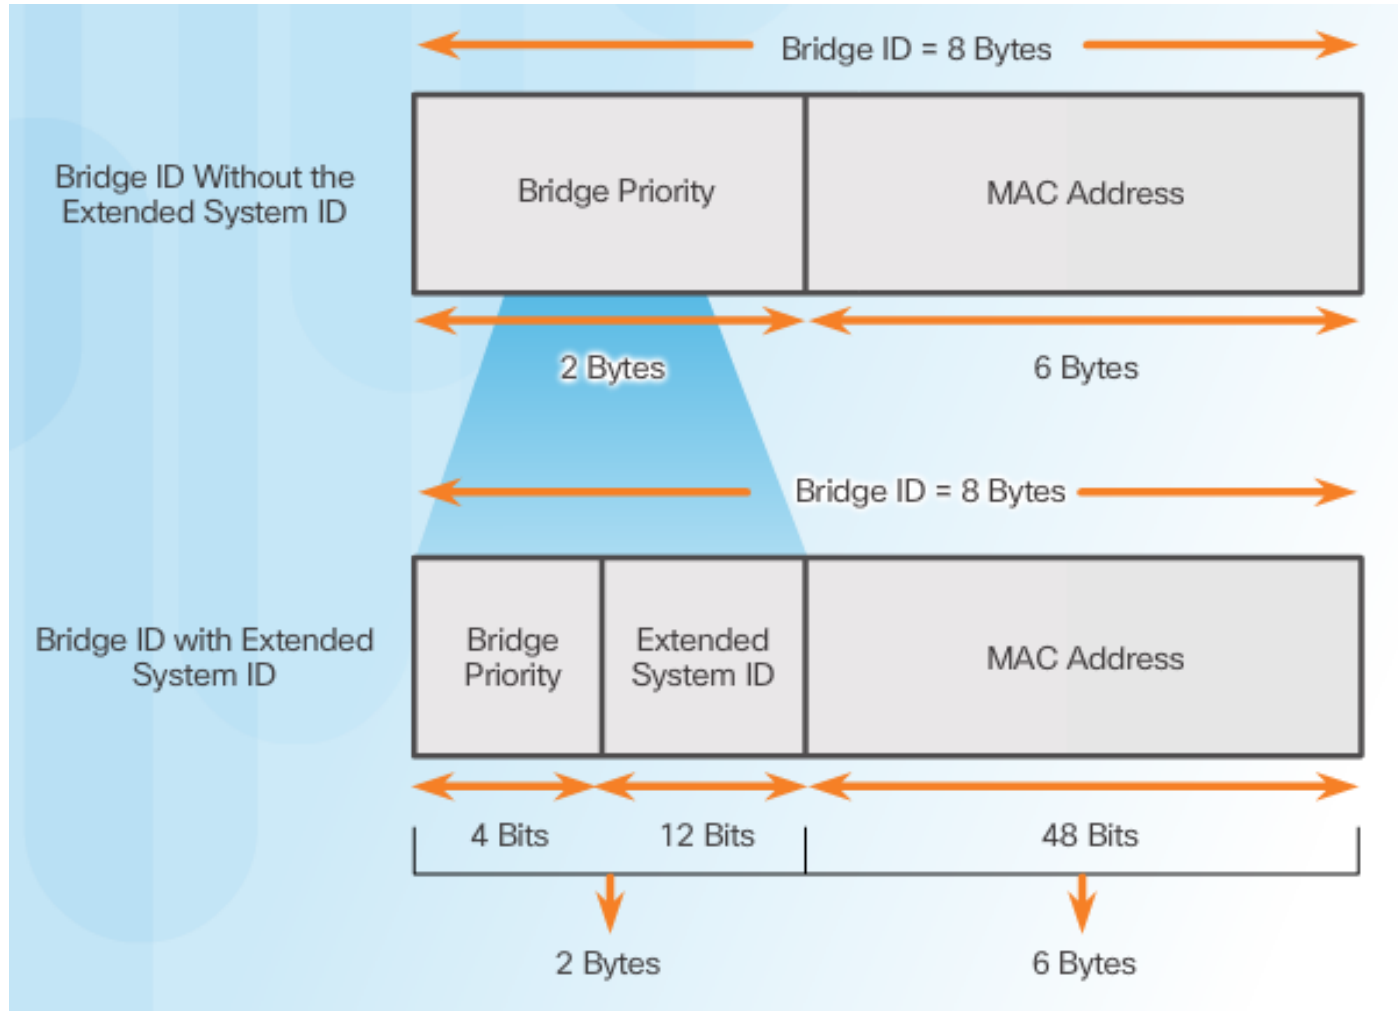 Bridge ID = 8 Bytes
Bridge ID Without the
Extended System ID
Bridge Priority
MAC Address
2 Bytes
6 Bytes
Bridge ID = 8 Bytes
Bridge ID with Extended
System ID
Bridge
Priority
Extended
System ID
MAC Address
4 Bits
12 Bits
48 Bits
2 Bytes
6 Bytes